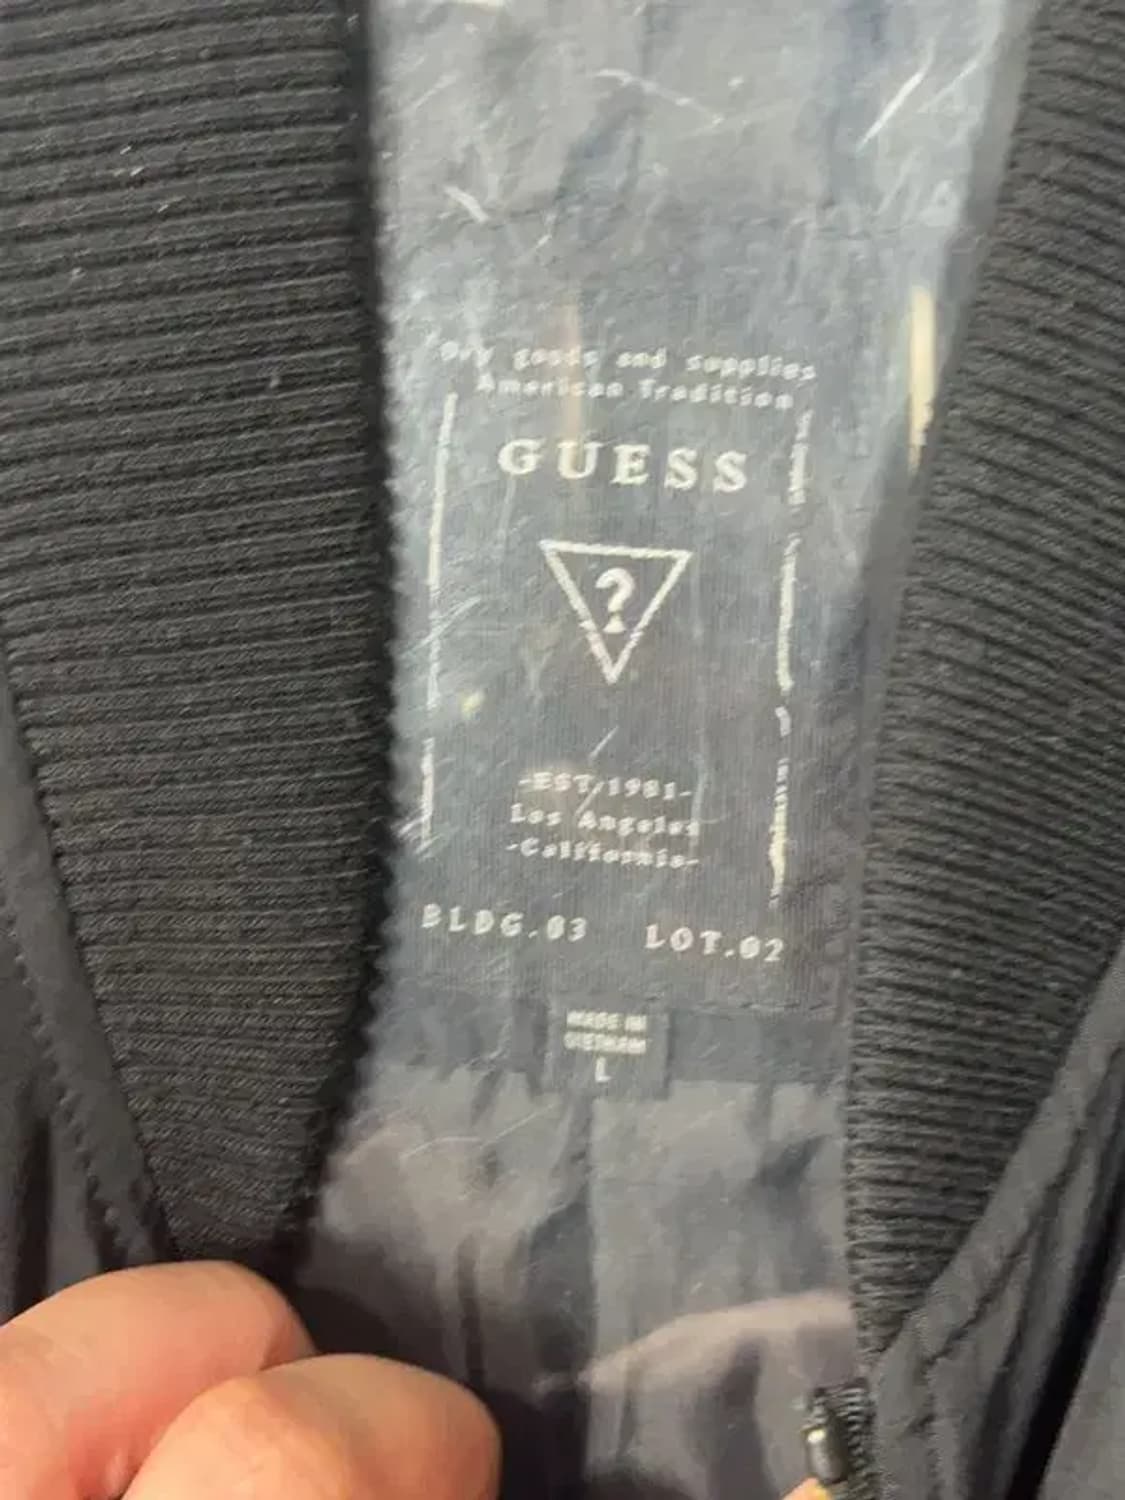 Dry goods and supplies
American Tradition
GUESS
?
-EST/1981-
Los Angeles
-California-
BLDG.03 LOT.02
MADE IN
VIETNAM
L